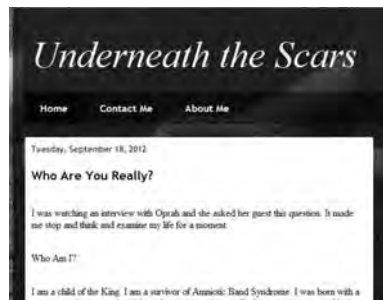 Underneath the Scars
Home Contact Me About Me
Tuesday, September 18, 2012
Who Are You Really?
I was watching an interview with Oprah and she asked her guest this question. It made
me stop and think and examine my life for a moment.
Who Am I?
I am a child of the King. I am a survivor of Amniotic Band Syndrome. I was born with a